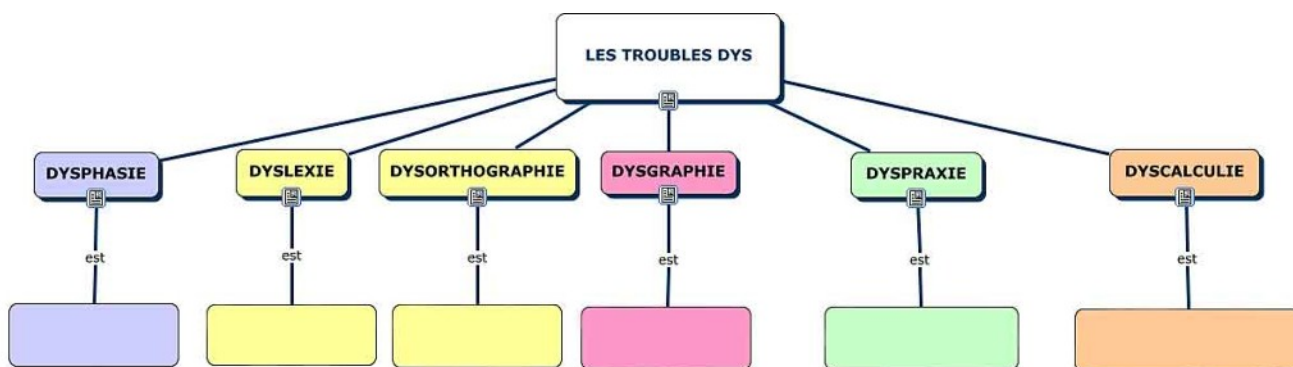 LES TROUBLES DYS
DYSPHASIE
DYSLEXIE
DYSORTHOGRAPHIE
DYSGRAPHIE
DYSPRAXIE
DYSCALCULIE
est
est
est
est
est
est